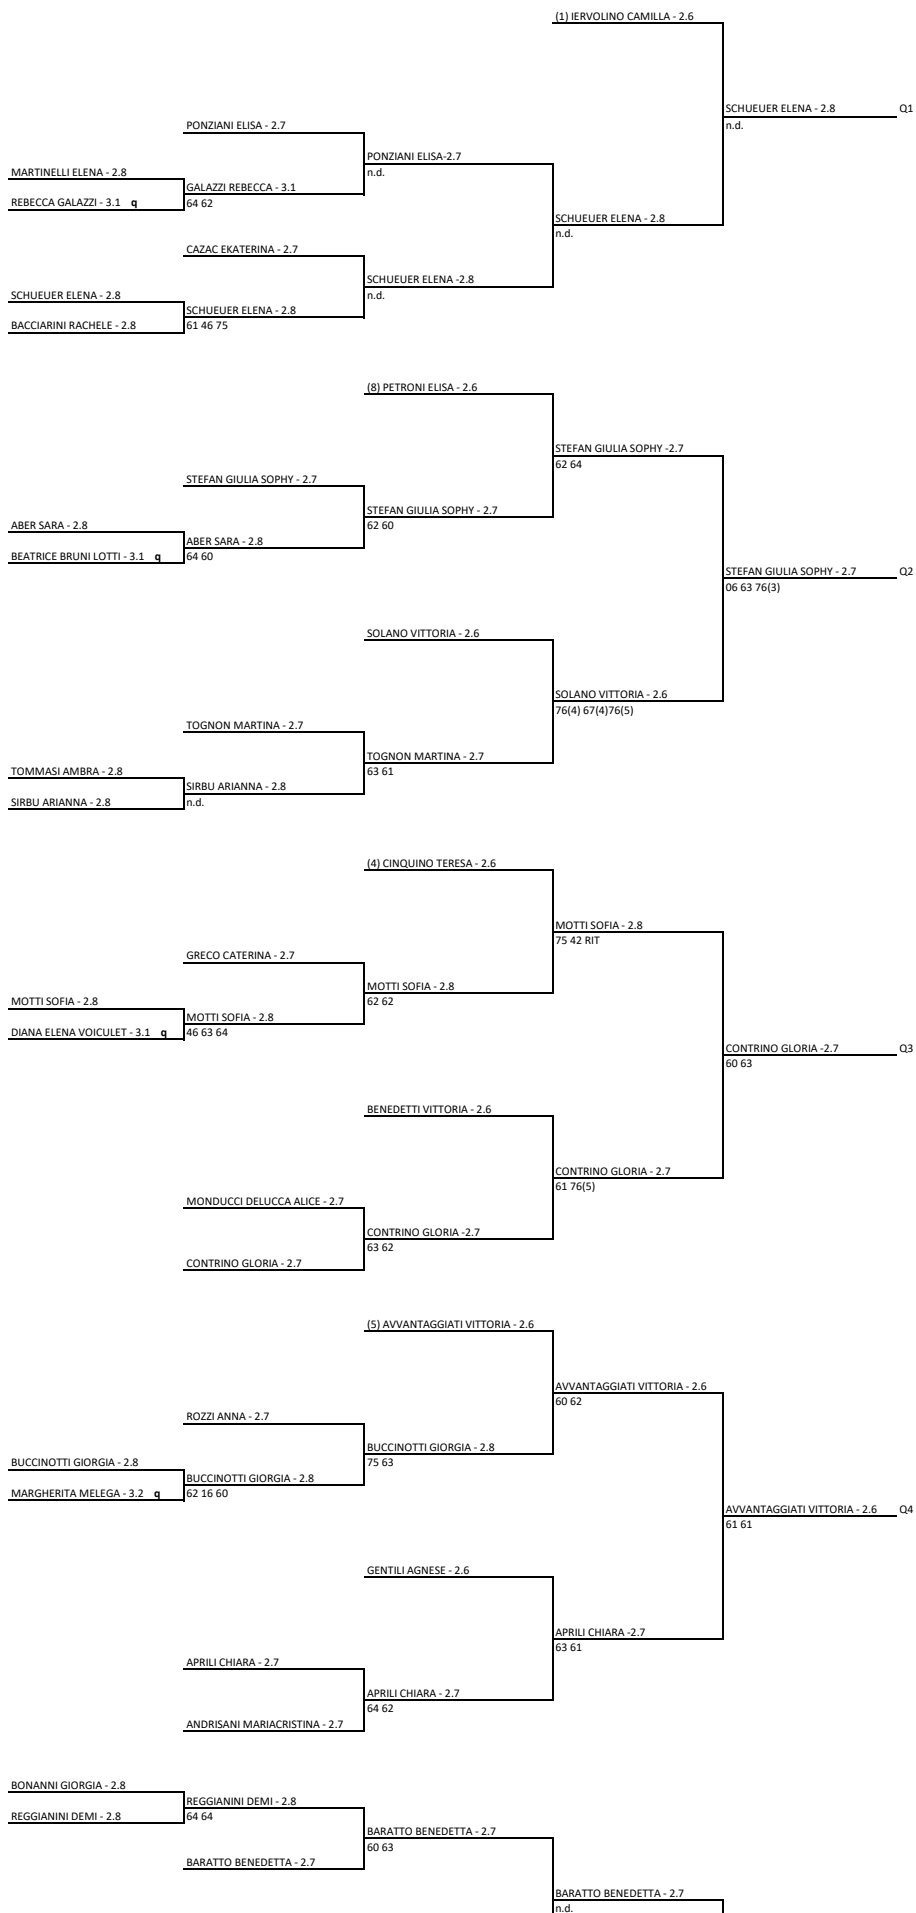 (1) IERVOLINO CAMILLA - 2.6
SCHUEUER ELENA - 2.8 Q1
n.d.
PONZIANI ELISA - 2.7
PONZIANI ELISA-2.7
n.d.
MARTINELLI ELENA - 2.8
GALAZZI REBECCA - 3.1
REBECCA GALAZZI - 3.1 q
64 62
SCHUEUER ELENA - 2.8
n.d.
CAZAC EKATERINA - 2.7
SCHUEUER ELENA -2.8
n.d.
SCHUEUER ELENA - 2.8
SCHUEUER ELENA - 2.8
BACCIARINI RACHELE - 2.8
61 46 75
(8) PETRONI ELISA - 2.6
STEFAN GIULIA SOPHY -2.7
62 64
STEFAN GIULIA SOPHY - 2.7
STEFAN GIULIA SOPHY - 2.7
62 60
ABER SARA - 2.8
ABER SARA - 2.8
BEATRICE BRUNI LOTTI - 3.1 q
64 60
STEFAN GIULIA SOPHY - 2.7 Q2
06 63 76(3)
SOLANO VITTORIA - 2.6
SOLANO VITTORIA - 2.6
76(4) 67(4)76(5)
TOGNON MARTINA - 2.7
TOGNON MARTINA - 2.7
63 61
TOMMASI AMBRA - 2.8
SIRBU ARIANNA - 2.8
SIRBU ARIANNA - 2.8
n.d.
(4) CINQUINO TERESA - 2.6
MOTTI SOFIA - 2.8
75 42 RIT
GRECO CATERINA - 2.7
MOTTI SOFIA - 2.8
62 62
MOTTI SOFIA - 2.8
MOTTI SOFIA - 2.8
DIANA ELENA VOICULET - 3.1 q
46 63 64
CONTRINO GLORIA -2.7 Q3
60 63
BENEDETTI VITTORIA - 2.6
CONTRINO GLORIA - 2.7
61 76(5)
MONDUCCI DELUCCA ALICE - 2.7
CONTRINO GLORIA -2.7
63 62
CONTRINO GLORIA - 2.7
(5) AVVANTAGGIATI VITTORIA - 2.6
AVVANTAGGIATI VITTORIA - 2.6
60 62
ROZZI ANNA - 2.7
BUCCINOTTI GIORGIA - 2.8
75 63
BUCCINOTTI GIORGIA - 2.8
BUCCINOTTI GIORGIA - 2.8
MARGHERITA MELEGA - 3.2 q
62 16 60
AVVANTAGGIATI VITTORIA - 2.6 Q4
61 61
GENTILI AGNESE - 2.6
APRILI CHIARA -2.7
63 61
APRILI CHIARA - 2.7
APRILI CHIARA - 2.7
64 62
ANDRISANI MARIACRISTINA - 2.7
BONANNI GIORGIA - 2.8
REGGIANINI DEMI - 2.8
REGGIANINI DEMI - 2.8
64 64
BARATTO BENEDETTA - 2.7
60 63
BARATTO BENEDETTA - 2.7
BARATTO BENEDETTA - 2.7
n.d.